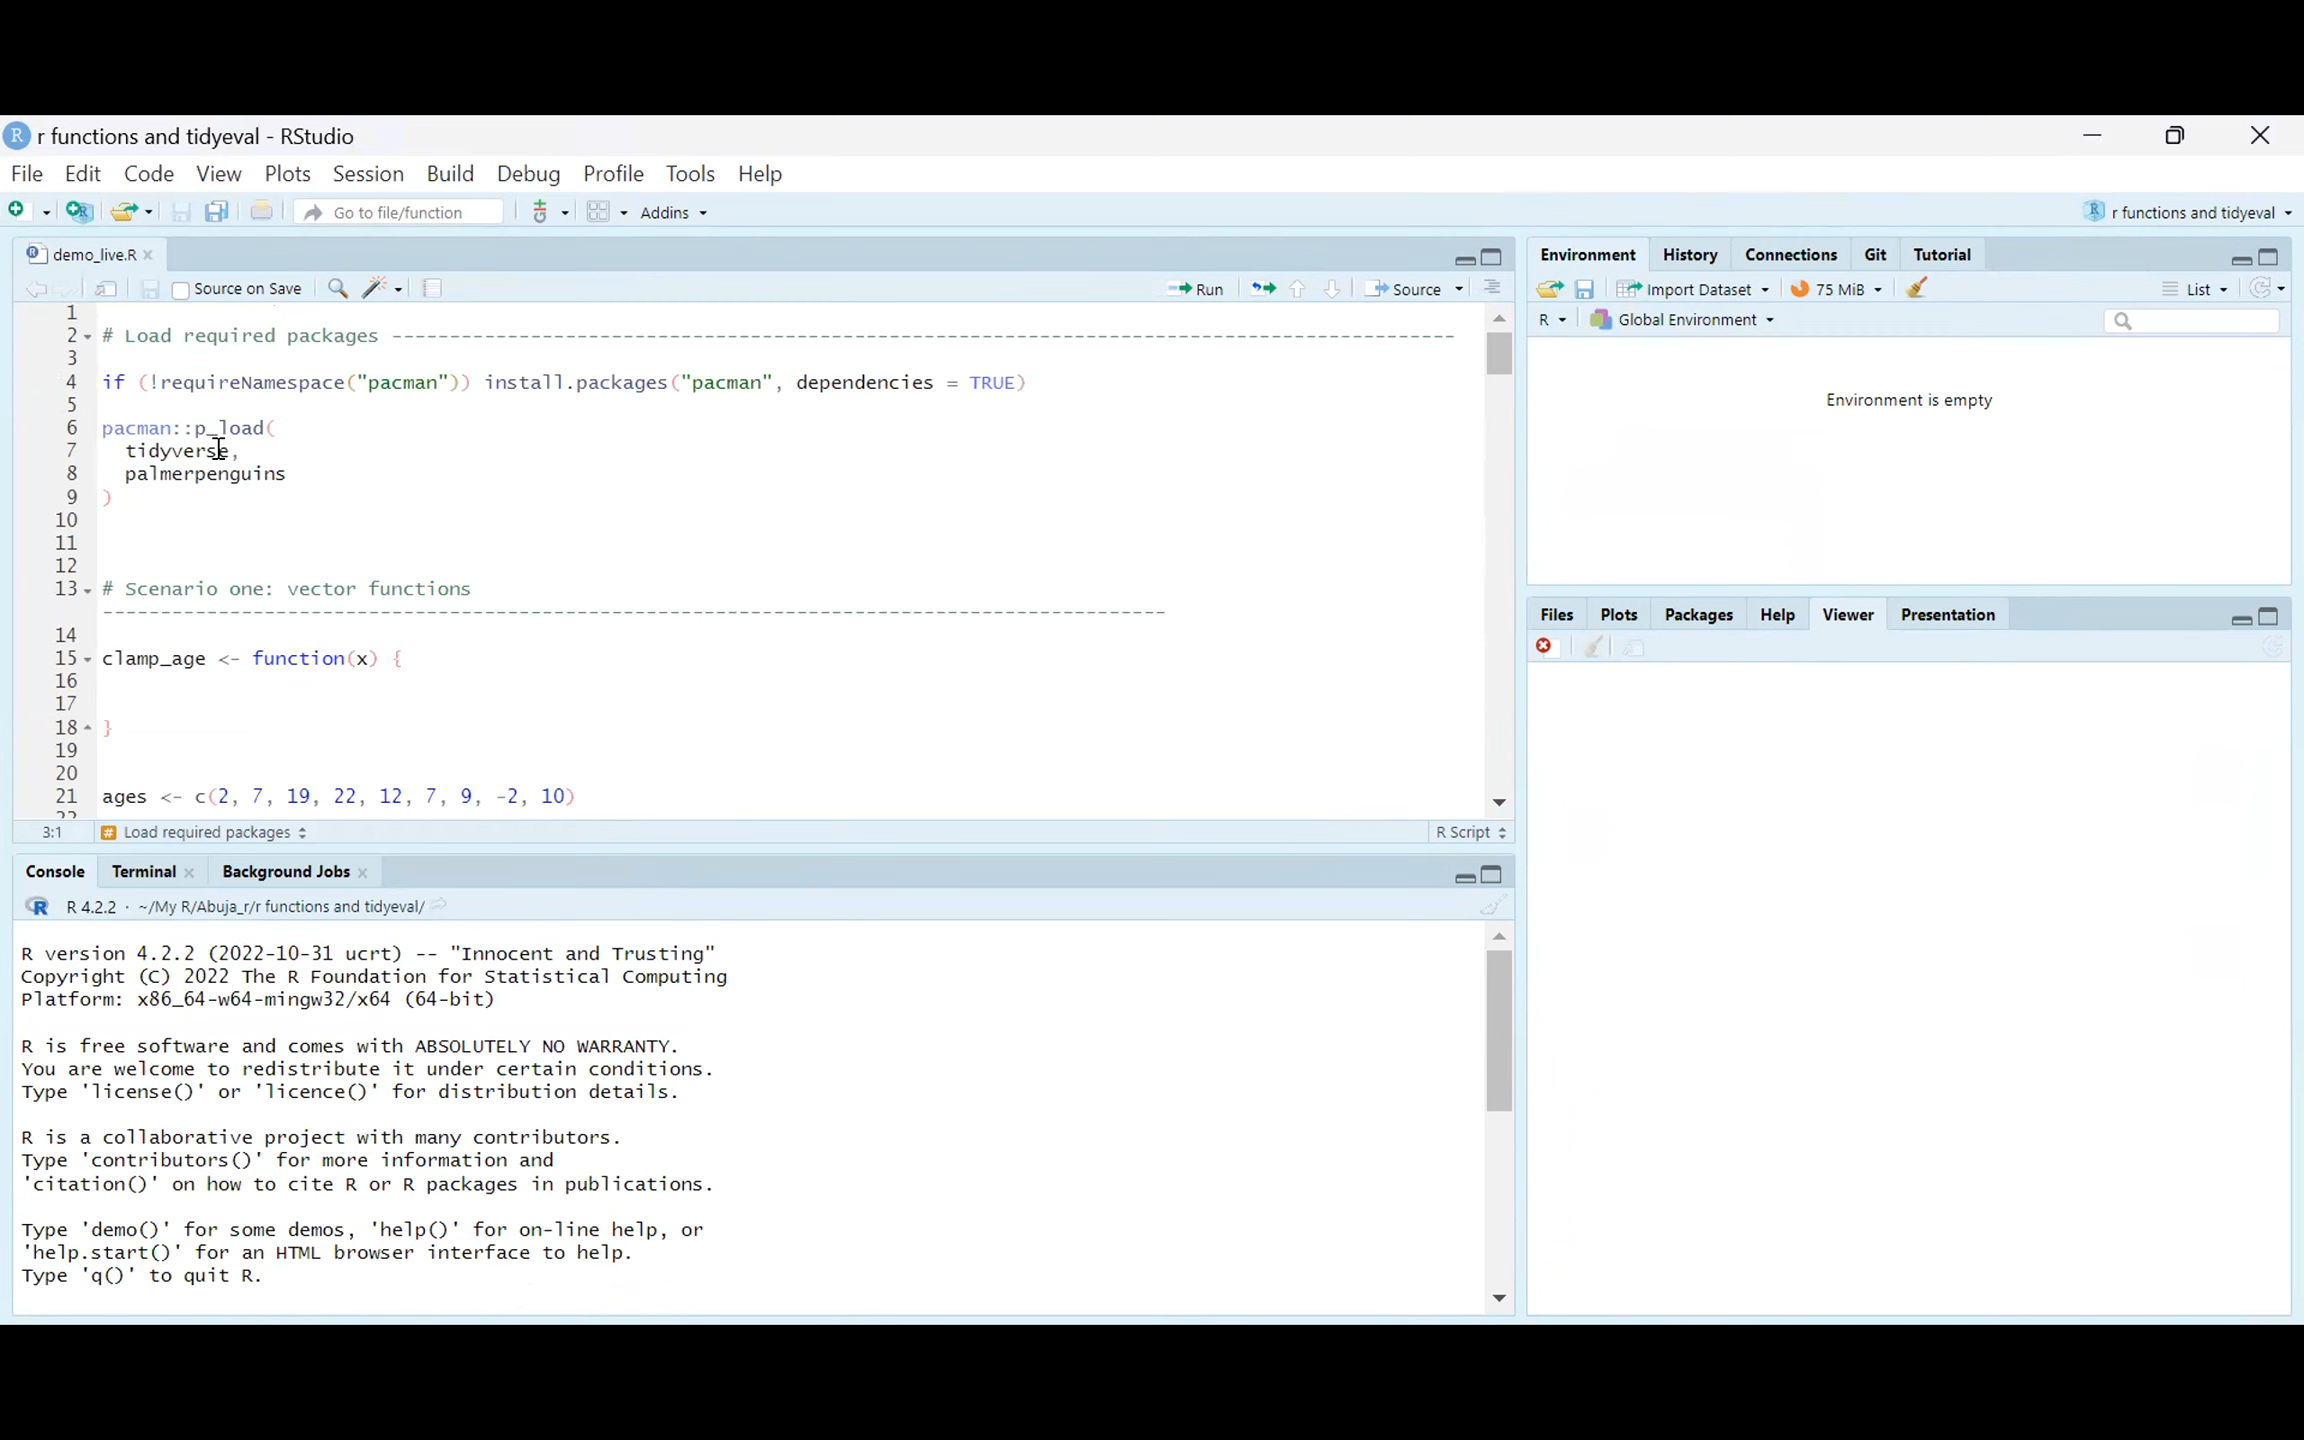 r functions and tidyeval - RStudio
File Edit Code View Plots Session Build Debug Profile Tools Help
Go to file/function Addins r functions and tidyeval
demo_live.R
Source on Save Run Source
1
2 # Load required packages --------------------------------------------------------------------------------------------
3
4 if (!requireNamespace("pacman")) install.packages("pacman", dependencies = TRUE)
5
6 pacman::p_load(
7 tidyverse,
8 palmerpenguins
9 )
10
11
12
13 # Scenario one: vector functions
--------------------------------------------------------------------------------------------
14
15 clamp_age <- function(x) {
16
17
18 }
19
20
21 ages <- c(2, 7, 19, 22, 12, 7, 9, -2, 10)
22
3:1 # Load required packages R Script
Console Terminal Background Jobs
R 4.2.2 · ~/My R/Abuja_r/r functions and tidyeval/
R version 4.2.2 (2022-10-31 ucrt) -- "Innocent and Trusting"
Copyright (C) 2022 The R Foundation for Statistical Computing
Platform: x86_64-w64-mingw32/x64 (64-bit)
R is free software and comes with ABSOLUTELY NO WARRANTY.
You are welcome to redistribute it under certain conditions.
Type 'license()' or 'licence()' for distribution details.
R is a collaborative project with many contributors.
Type 'contributors()' for more information and
'citation()' on how to cite R or R packages in publications.
Type 'demo()' for some demos, 'help()' for on-line help, or
'help.start()' for an HTML browser interface to help.
Type 'q()' to quit R.
Environment History Connections Git Tutorial
Import Dataset 75 MiB List
R Global Environment
Environment is empty
Files Plots Packages Help Viewer Presentation